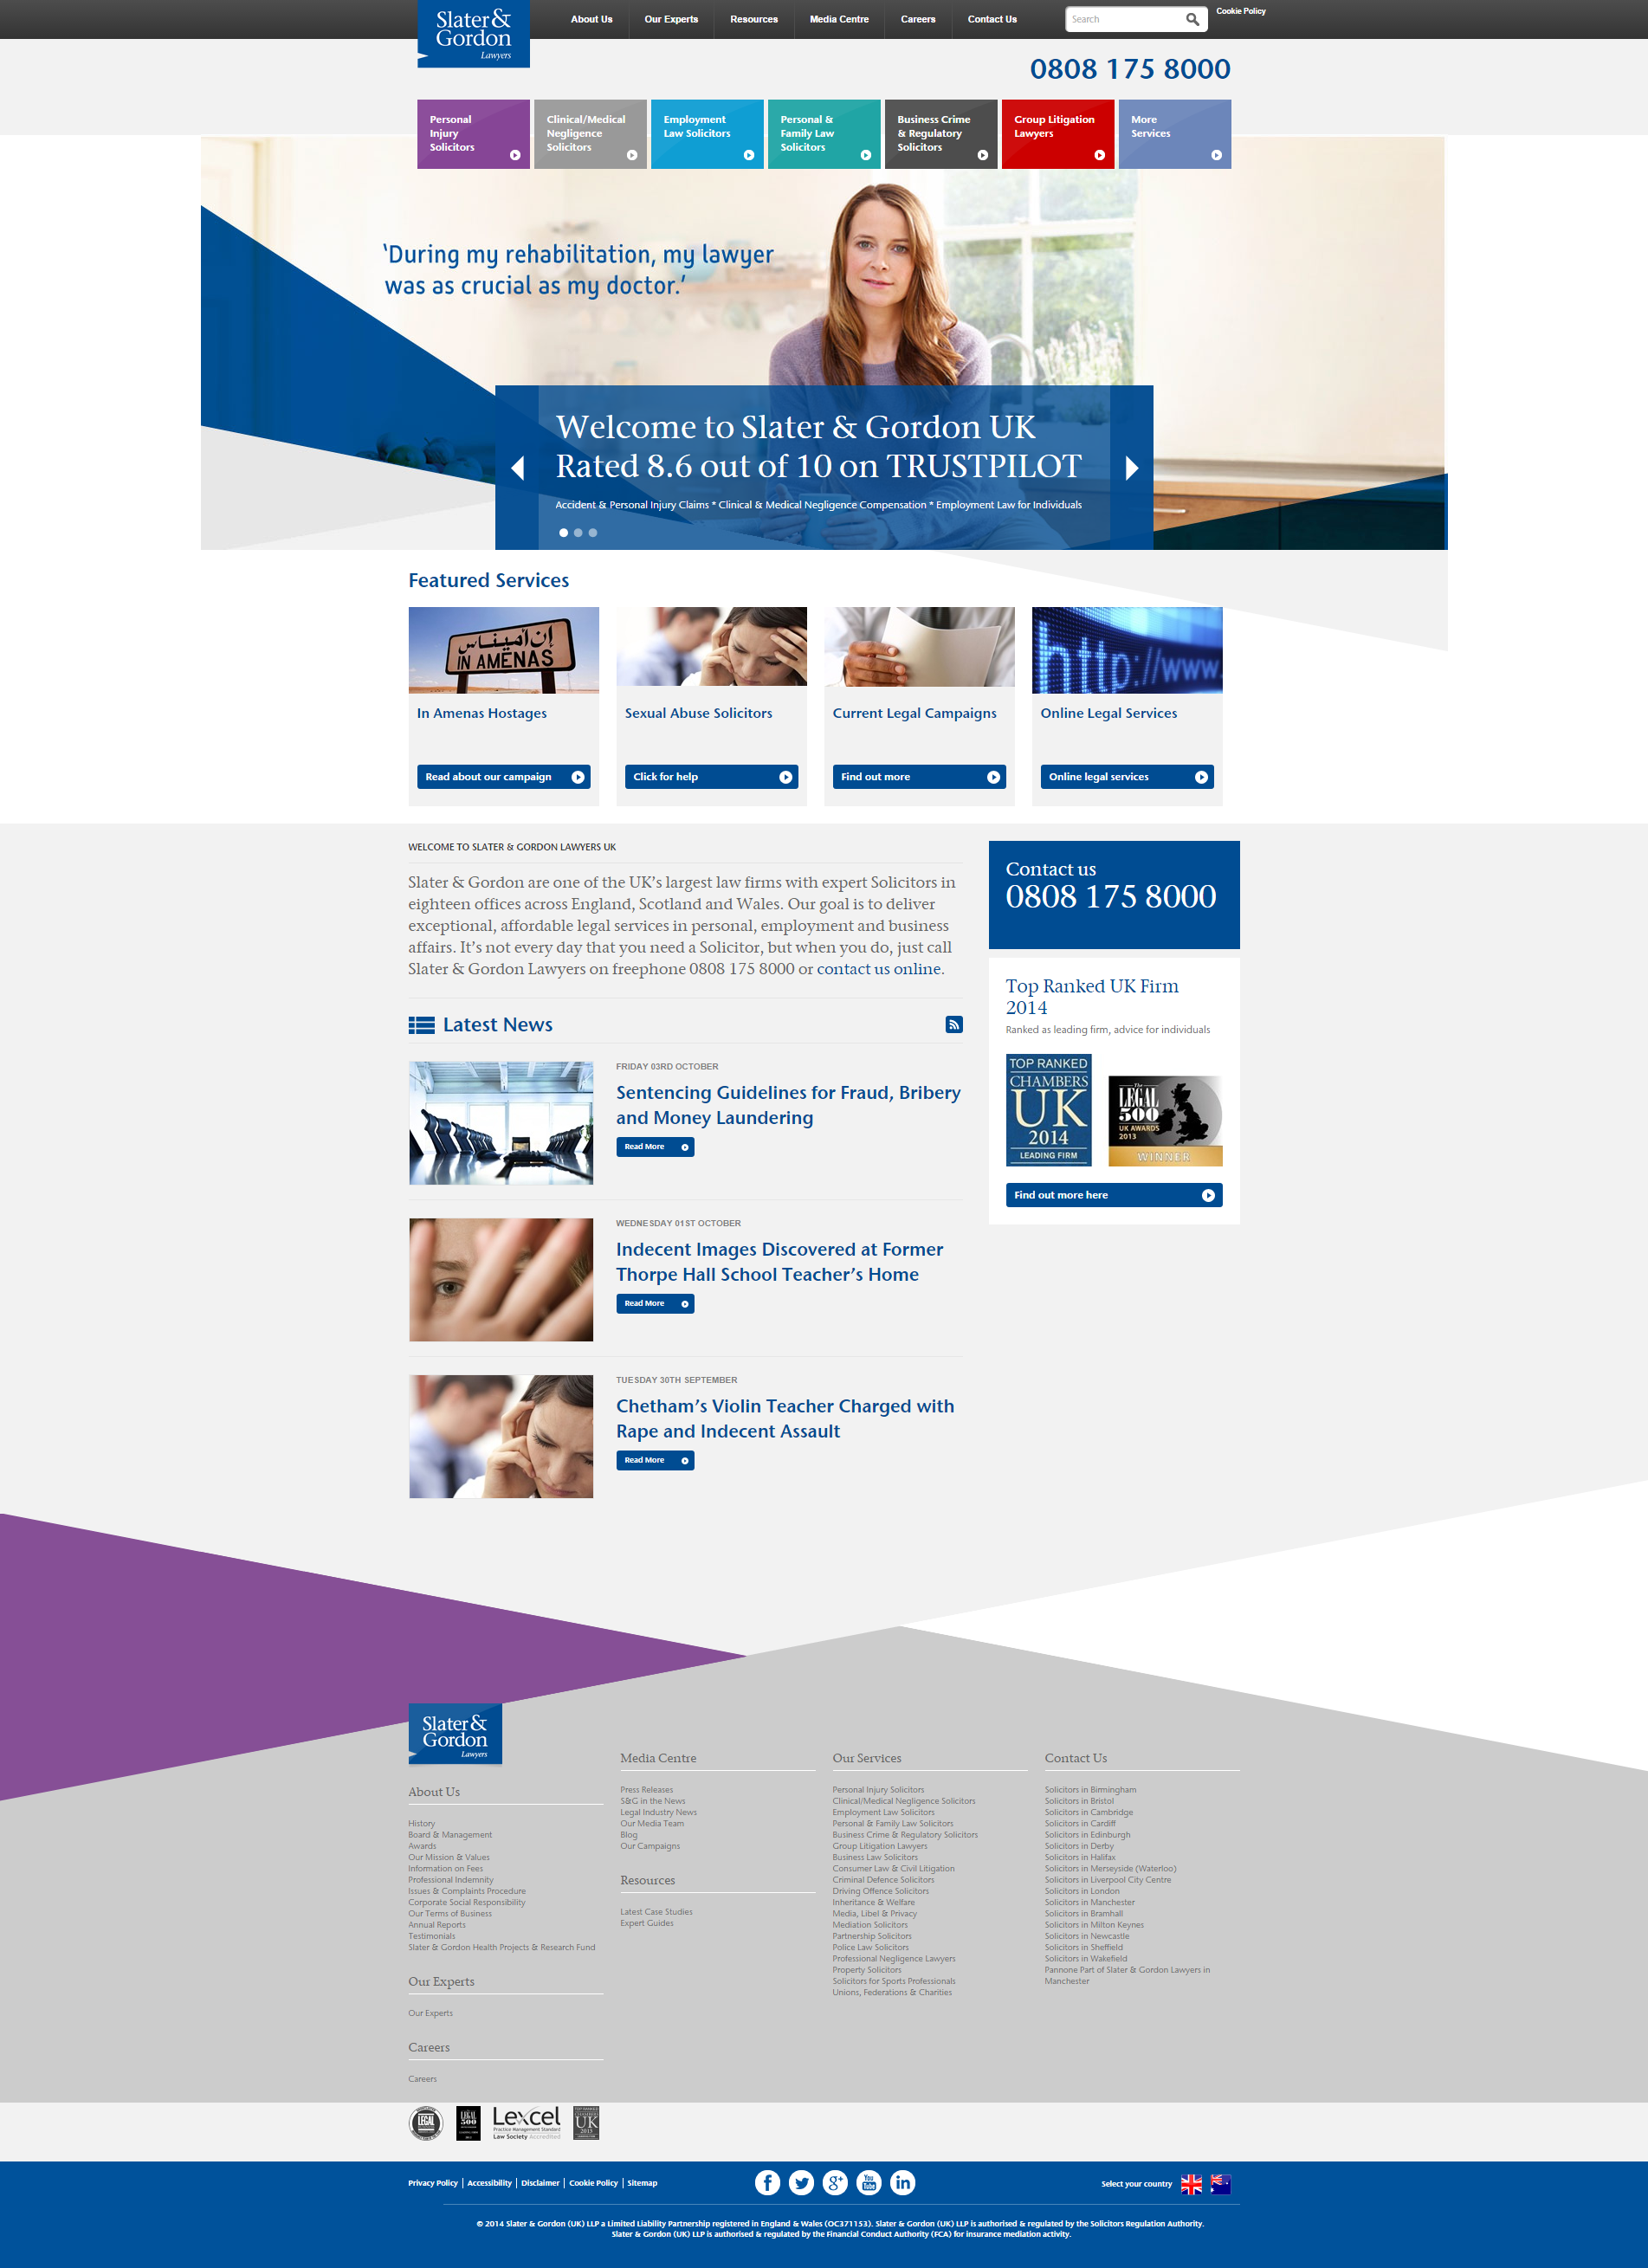 Slater &
Gordon
Lawyers
About Us
Our Experts
Resources
Media Centre
Careers
Contact Us
Search
Cookie Policy
0808 175 8000
Personal
Injury
Solicitors
Clinical/Medical
Negligence
Solicitors
Employment
Law Solicitors
Personal &
Family Law
Solicitors
Business Crime
& Regulatory
Solicitors
Group Litigation
Lawyers
More
Services
‘During my rehabilitation, my lawyer
was as crucial as my doctor.’
Welcome to Slater & Gordon UK
Rated 8.6 out of 10 on TRUSTPILOT
Accident & Personal Injury Claims * Clinical & Medical Negligence Compensation * Employment Law for Individuals
Featured Services
إن أميناس
IN AMENAS
http://www
In Amenas Hostages
Sexual Abuse Solicitors
Current Legal Campaigns
Online Legal Services
Read about our campaign
Click for help
Find out more
Online legal services
WELCOME TO SLATER & GORDON LAWYERS UK
Slater & Gordon are one of the UK’s largest law firms with expert Solicitors in
eighteen offices across England, Scotland and Wales. Our goal is to deliver
exceptional, affordable legal services in personal, employment and business
affairs. It’s not every day that you need a Solicitor, but when you do, just call
Slater & Gordon Lawyers on freephone 0808 175 8000 or contact us online.
Contact us
0808 175 8000
Top Ranked UK Firm
2014
Ranked as leading firm, advice for individuals
TOP RANKED
CHAMBERS
UK
2014
LEADING FIRM
The
LEGAL
500
UK AWARDS
2013
WINNER
Find out more here
Latest News
FRIDAY 03RD OCTOBER
Sentencing Guidelines for Fraud, Bribery
and Money Laundering
Read More
WEDNESDAY 01ST OCTOBER
Indecent Images Discovered at Former
Thorpe Hall School Teacher’s Home
Read More
TUESDAY 30TH SEPTEMBER
Chetham’s Violin Teacher Charged with
Rape and Indecent Assault
Read More
Slater &
Gordon
Lawyers
About Us
History
Board & Management
Awards
Our Mission & Values
Information on Fees
Professional Indemnity
Issues & Complaints Procedure
Corporate Social Responsibility
Our Terms of Business
Annual Reports
Testimonials
Slater & Gordon Health Projects & Research Fund
Our Experts
Our Experts
Careers
Careers
Media Centre
Press Releases
S&G in the News
Legal Industry News
Our Media Team
Blog
Our Campaigns
Resources
Latest Case Studies
Expert Guides
Our Services
Personal Injury Solicitors
Clinical/Medical Negligence Solicitors
Employment Law Solicitors
Personal & Family Law Solicitors
Business Crime & Regulatory Solicitors
Group Litigation Lawyers
Business Law Solicitors
Consumer Law & Civil Litigation
Criminal Defence Solicitors
Driving Offence Solicitors
Inheritance & Welfare
Media, Libel & Privacy
Mediation Solicitors
Partnership Solicitors
Police Law Solicitors
Professional Negligence Lawyers
Property Solicitors
Solicitors for Sports Professionals
Unions, Federations & Charities
Contact Us
Solicitors in Birmingham
Solicitors in Bristol
Solicitors in Cambridge
Solicitors in Cardiff
Solicitors in Edinburgh
Solicitors in Derby
Solicitors in Halifax
Solicitors in Merseyside (Waterloo)
Solicitors in Liverpool City Centre
Solicitors in London
Solicitors in Manchester
Solicitors in Bramhall
Solicitors in Milton Keynes
Solicitors in Newcastle
Solicitors in Sheffield
Solicitors in Wakefield
Pannone Part of Slater & Gordon Lawyers in
Manchester
LEGAL
LEGAL
500
Lexcel
Practice Management Standard
Law Society Accredited
UK
2013
Privacy Policy | Accessibility | Disclaimer | Cookie Policy | Sitemap
f
g+
You
Tube
in
Select your country
© 2014 Slater & Gordon (UK) LLP a Limited Liability Partnership registered in England & Wales (OC371153). Slater & Gordon (UK) LLP is authorised & regulated by the Solicitors Regulation Authority.
Slater & Gordon (UK) LLP is authorised & regulated by the Financial Conduct Authority (FCA) for insurance mediation activity.